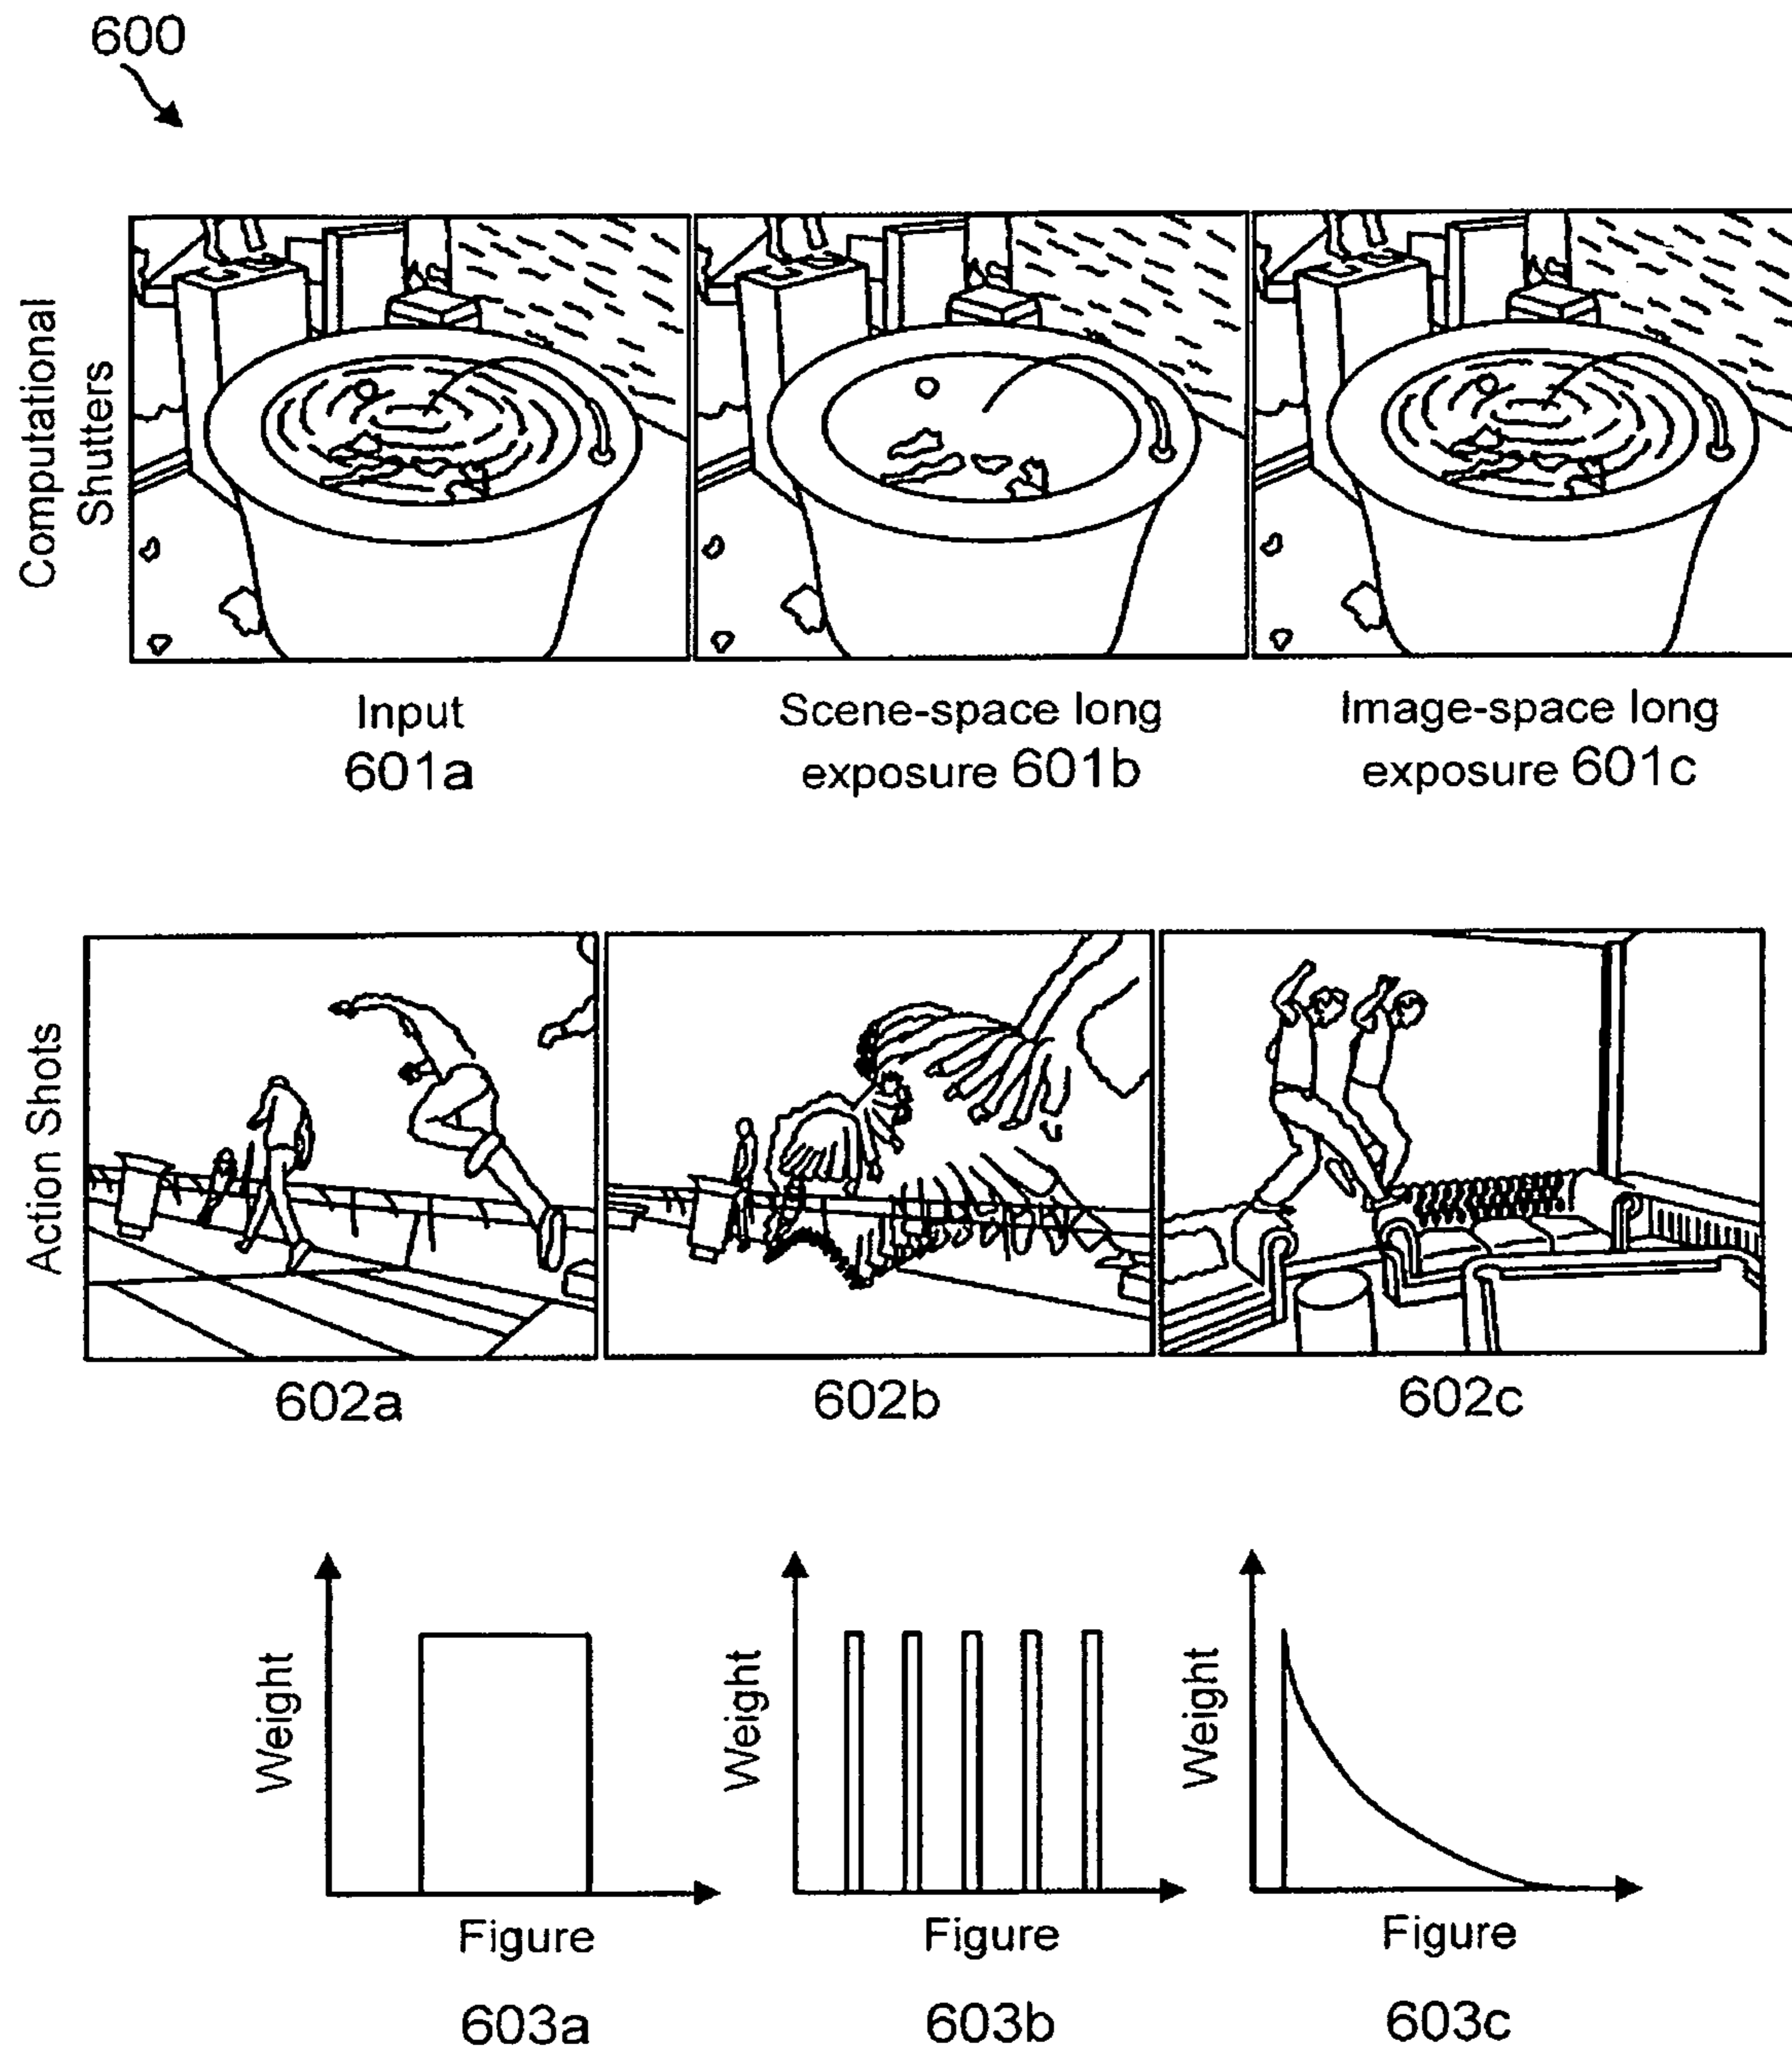 600
Computational
Shutters
Input
601a
Scene-space long
exposure 601b
Image-space long
exposure 601c
Action Shots
602a
602b
602c
Weight
Figure
603a
Weight
Figure
603b
Weight
Figure
603c